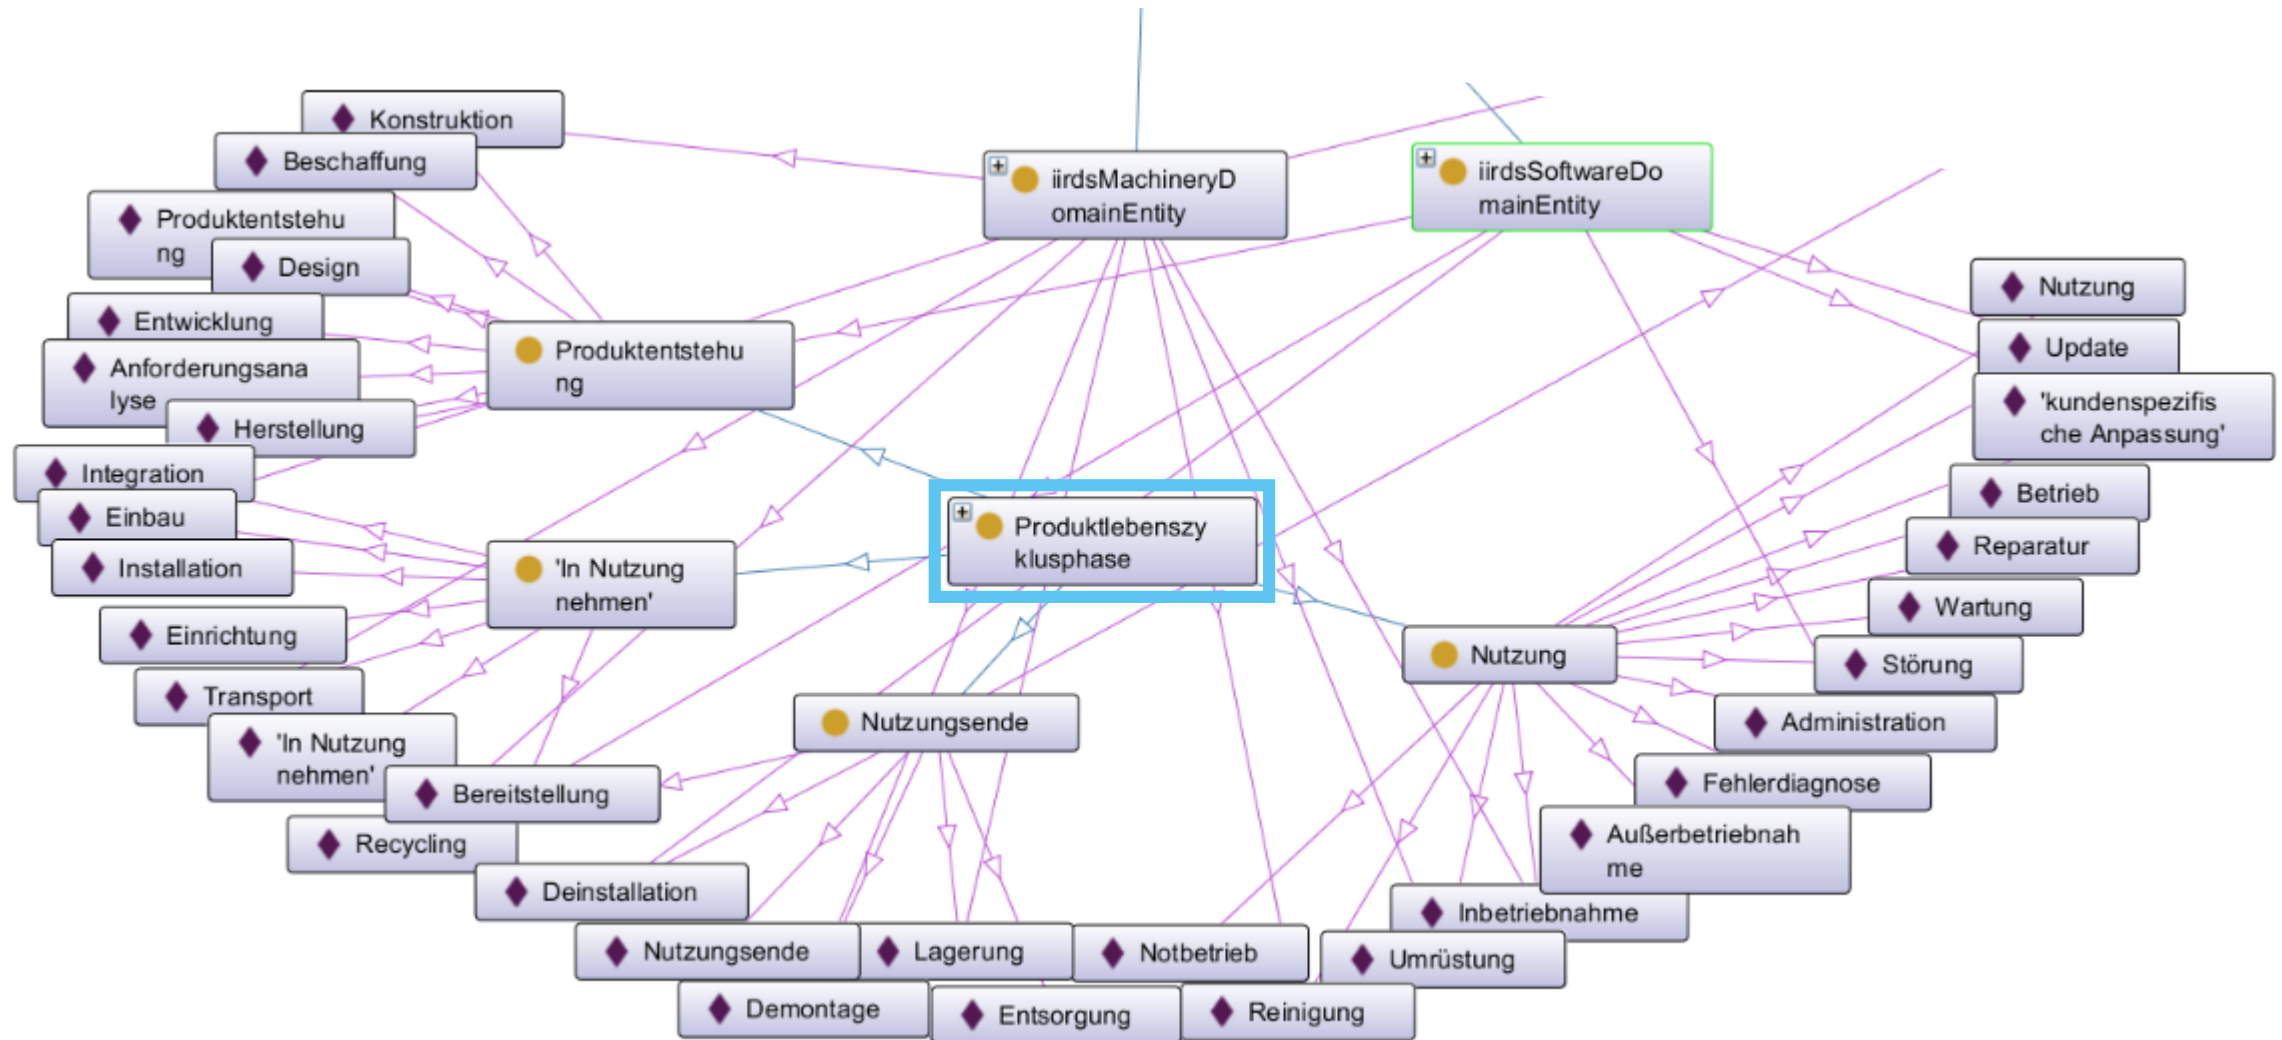 Konstruktion
Beschaffung
Produktentstehu
ng
Design
Entwicklung
Anforderungsana
lyse
Herstellung
Integration
Einbau
Installation
Einrichtung
Transport
'In Nutzung
nehmen'
Bereitstellung
Recycling
Deinstallation
Nutzungsende
Demontage
Lagerung
Entsorgung
Notbetrieb
Reinigung
Umrüstung
Inbetriebnahme
Außerbetriebnah
me
Fehlerdiagnose
Administration
Störung
Wartung
Reparatur
Betrieb
'kundenspezifis
che Anpassung'
Update
Nutzung
iirdsMachineryD
omainEntity
iirdsSoftwareDo
mainEntity
Produktentstehu
ng
Produktlebenszy
klusphase
'In Nutzung
nehmen'
Nutzung
Nutzungsende